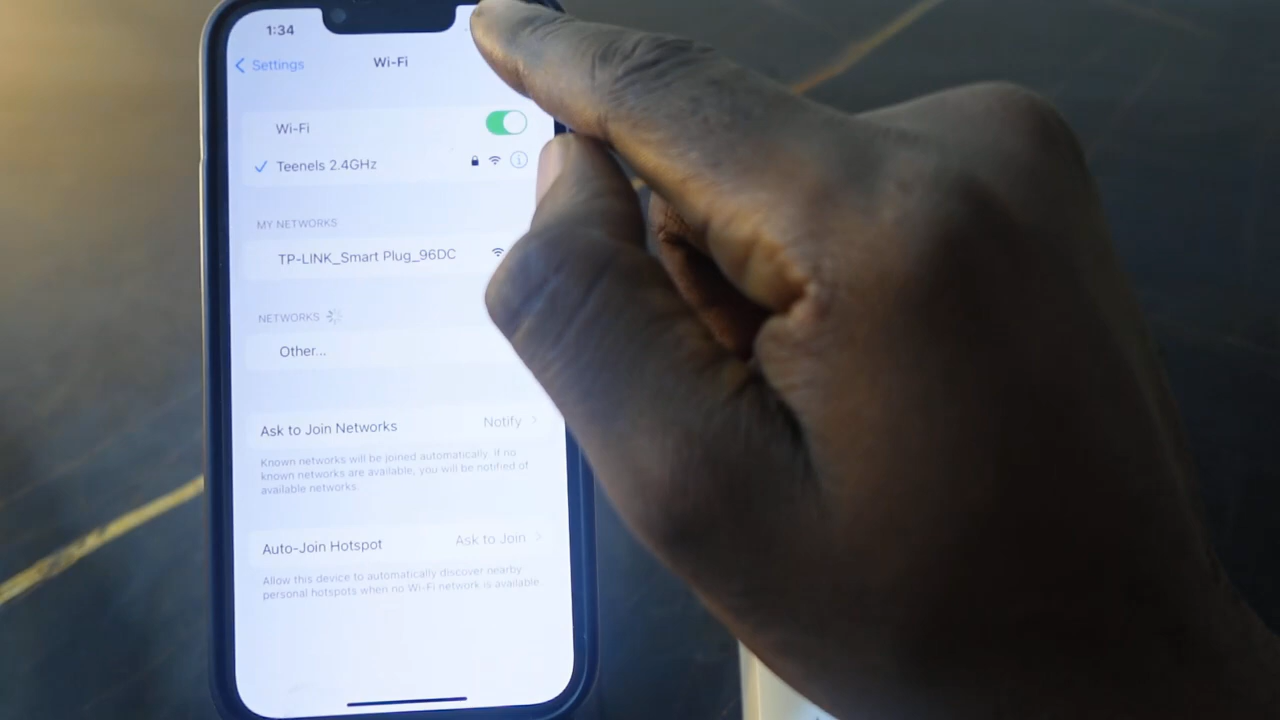 1:34
Settings
Wi-Fi
Wi-Fi
Teenels 2.4GHz
MY NETWORKS
TP-LINK_Smart Plug_96DC
NETWORKS
Other...
Ask to Join Networks Notify
Known networks will be joined automatically. If no
known networks are available, you will be notified of
available networks.
Auto-Join Hotspot Ask to Join
Allow this device to automatically discover nearby
personal hotspots when no Wi-Fi network is available.